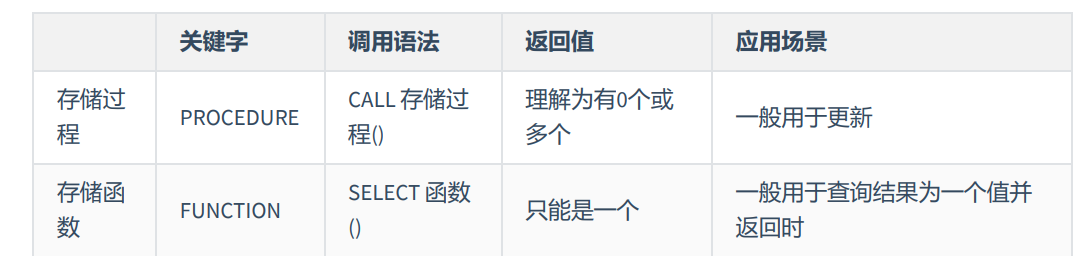 关键字 调用语法 返回值 应用场景
存储过程 PROCEDURE CALL 存储过程() 理解为有0个或多个 一般用于更新
存储函数 FUNCTION SELECT 函数() 只能是一个 一般用于查询结果为一个值并返回时